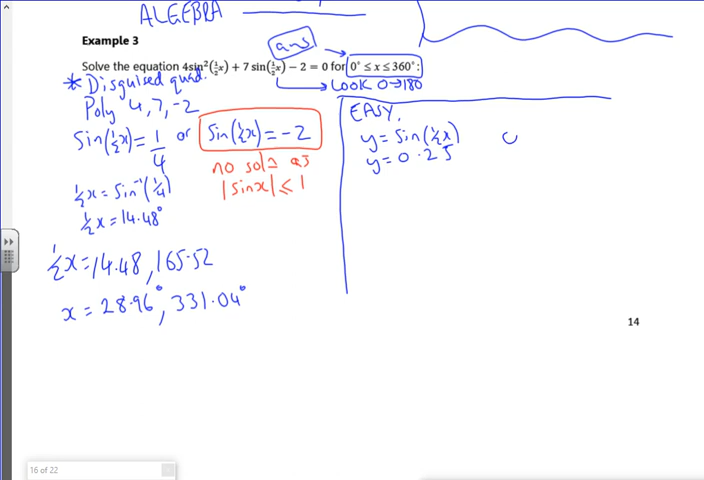 ALGEBRA
Example 3
ans
Solve the equation 4sin²(½x) + 7 sin(½x) − 2 = 0 for 0° ≤ x ≤ 360°:
* Disguised quad.
Look 0→180
Poly 4, 7, -2
Sin(½x) = 1/4 or Sin(½x) = -2
no solⁿ as
|sinx| ≤ 1
½x = sin⁻¹(¼)
½x = 14.48°
½x = 14.48, 165.52
x = 28.96°, 331.04°
EASY.
y = sin(½x)
y = 0.25
14
16 of 22